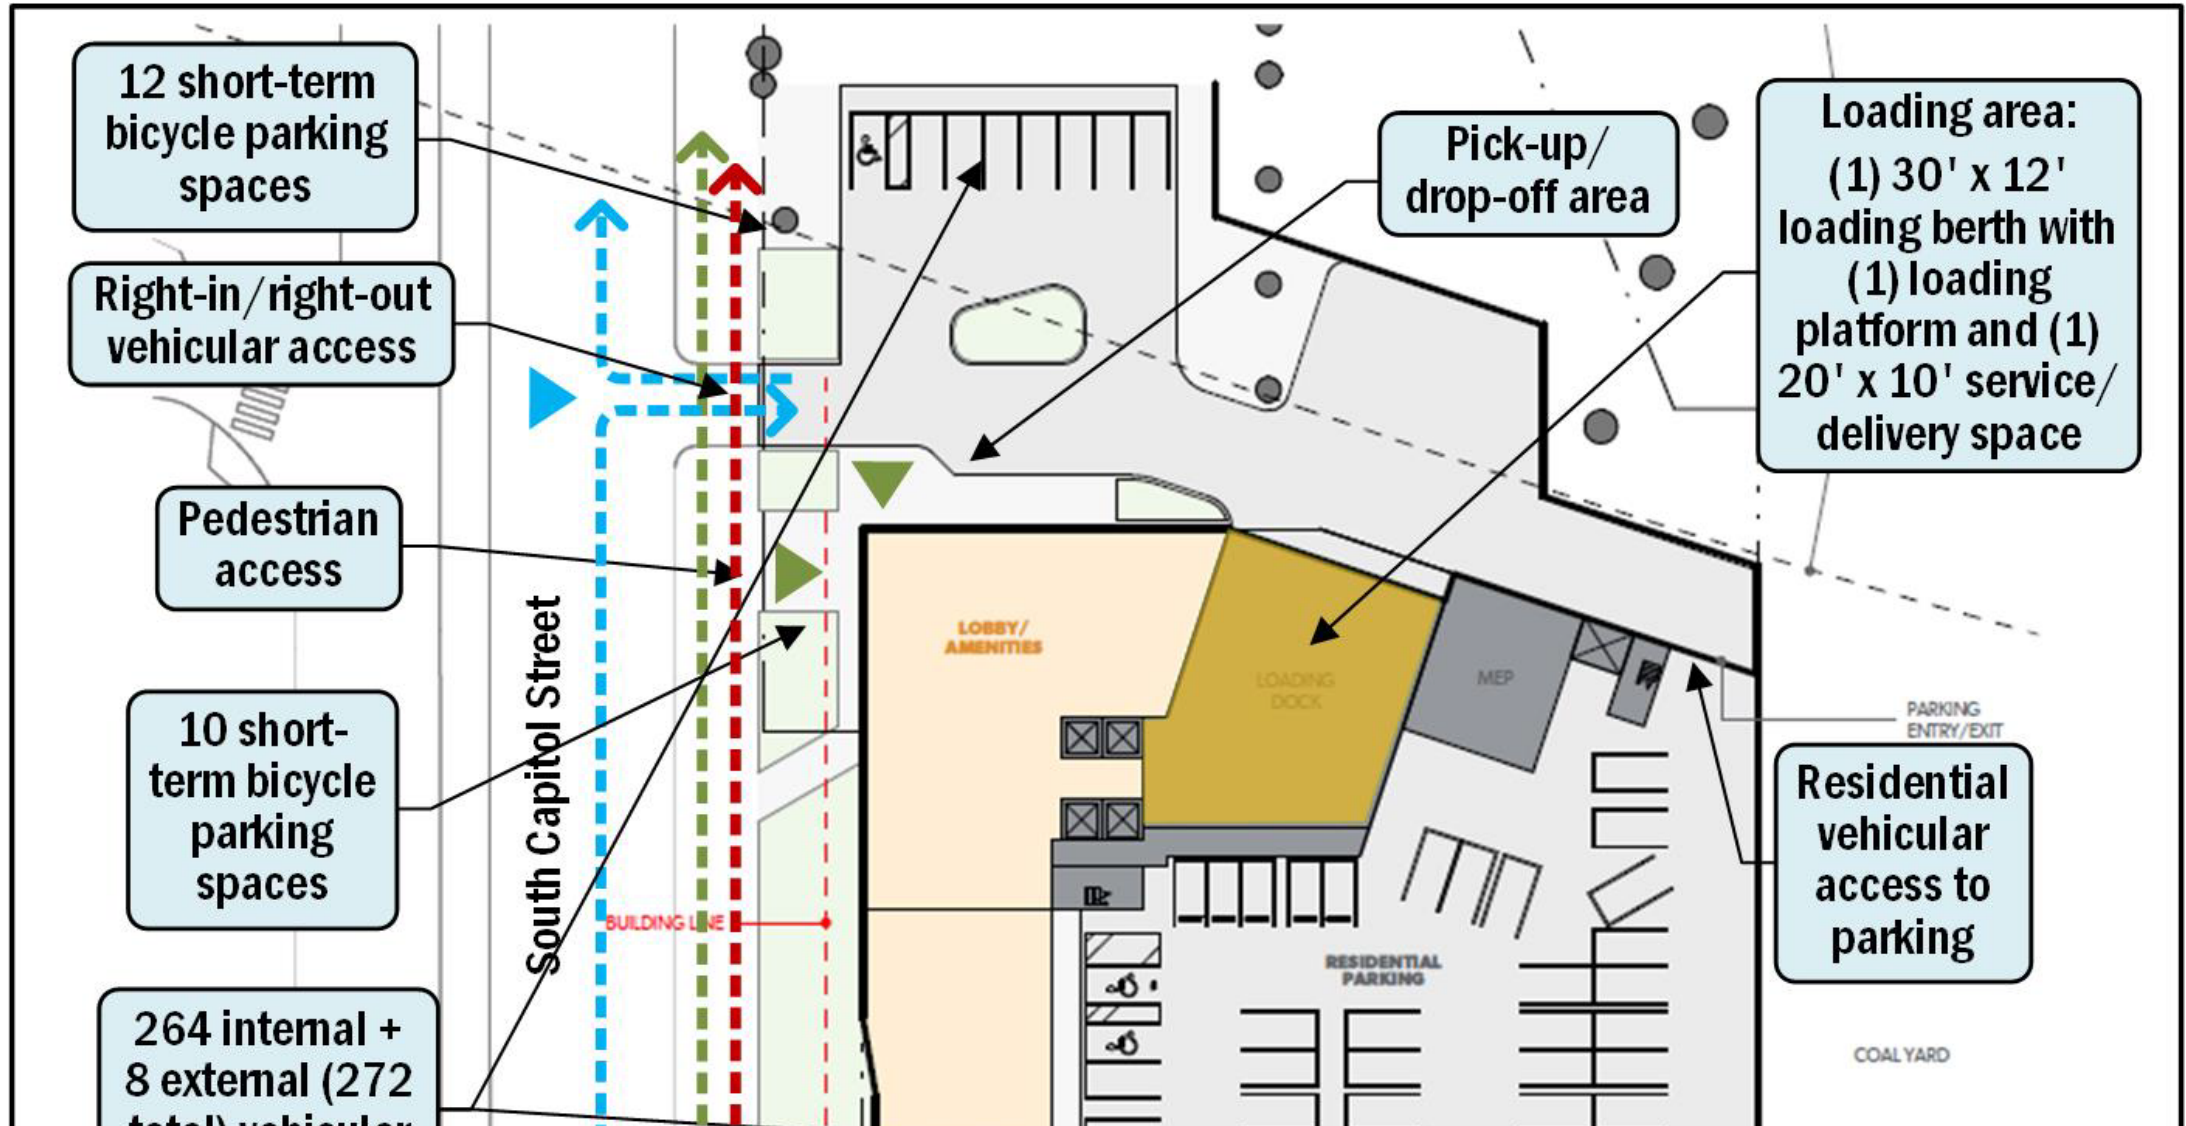 12 short-term
bicycle parking
spaces
Right-in/right-out
vehicular access
Pedestrian
access
10 short-
term bicycle
parking
spaces
264 internal +
8 external (272
total) vehicular
South Capitol Street
BUILDING LINE
Pick-up/
drop-off area
Loading area:
(1) 30' x 12'
loading berth with
(1) loading
platform and (1)
20' x 10' service/
delivery space
LOBBY/
AMENITIES
LOADING
DOCK
MEP
PARKING
ENTRY/EXIT
Residential
vehicular
access to
parking
RESIDENTIAL
PARKING
COAL YARD